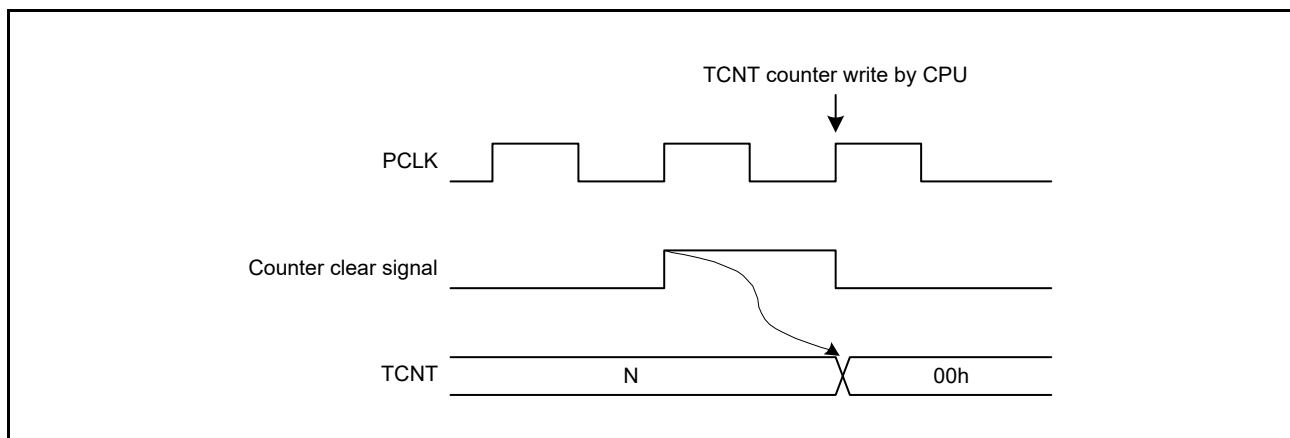 TCNT counter write by CPU
PCLK
Counter clear signal
TCNT N 00h